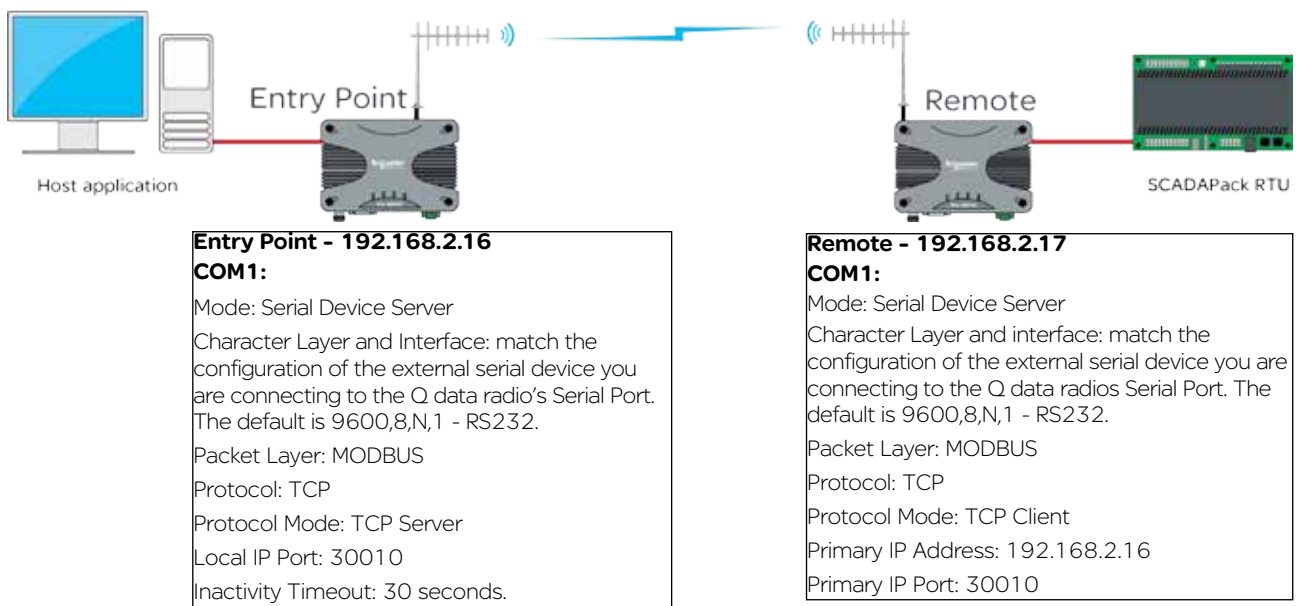 Entry Point
Remote
Host application
SCADAPack RTU
Entry Point - 192.168.2.16
COM1:
Mode: Serial Device Server
Character Layer and Interface: match the
configuration of the external serial device you
are connecting to the Q data radio's Serial Port.
The default is 9600,8,N,1 - RS232.
Packet Layer: MODBUS
Protocol: TCP
Protocol Mode: TCP Server
Local IP Port: 30010
Inactivity Timeout: 30 seconds.
Remote - 192.168.2.17
COM1:
Mode: Serial Device Server
Character Layer and interface: match the
configuration of the external serial device you are
connecting to the Q data radios Serial Port. The
default is 9600,8,N,1 - RS232.
Packet Layer: MODBUS
Protocol: TCP
Protocol Mode: TCP Client
Primary IP Address: 192.168.2.16
Primary IP Port: 30010